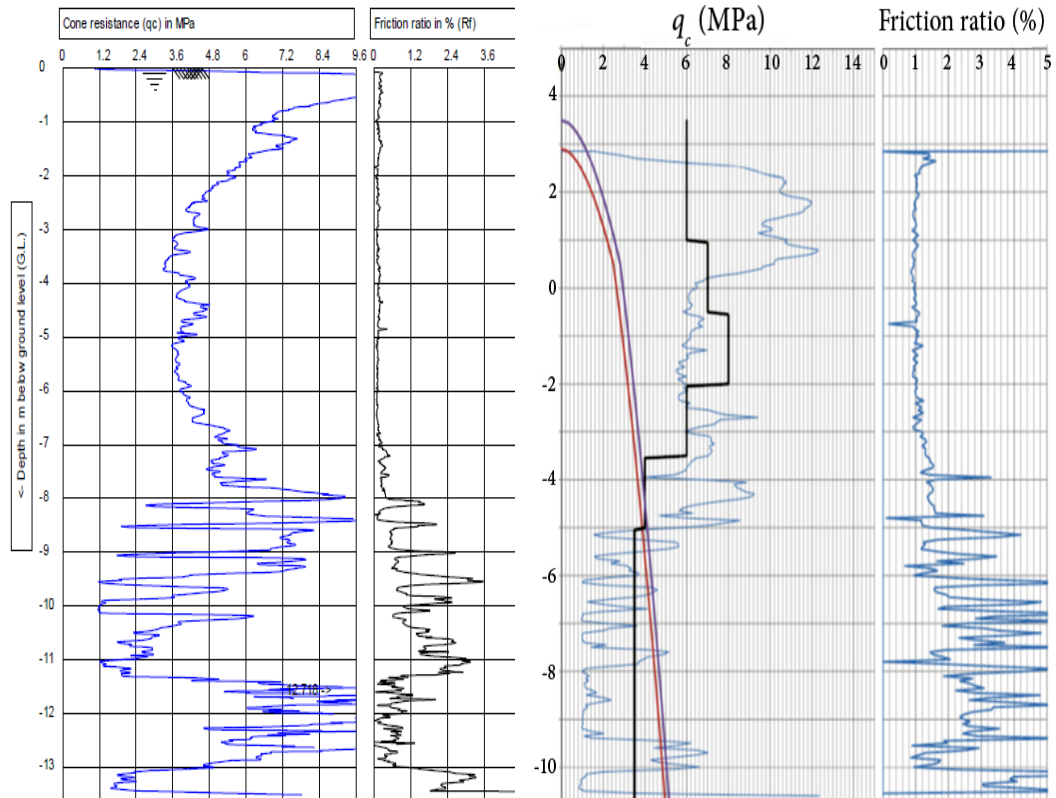 Cone resistance (qc) in MPa
Friction ratio in % (Rf)
0 1.2 2.4 3.6 4.8 6 7.2 8.4 9.6 0 1.2 2.4 3.6
0
-1
-2
-3
-4
-5
-6
-7
-8
-9
-10
-11
-12
-13
<- Depth in m below ground level (G.L.)
12.716 ->
qc (MPa)
Friction ratio (%)
0 2 4 6 8 10 12 14
0 1 2 3 4 5
4
2
0
-2
-4
-6
-8
-10